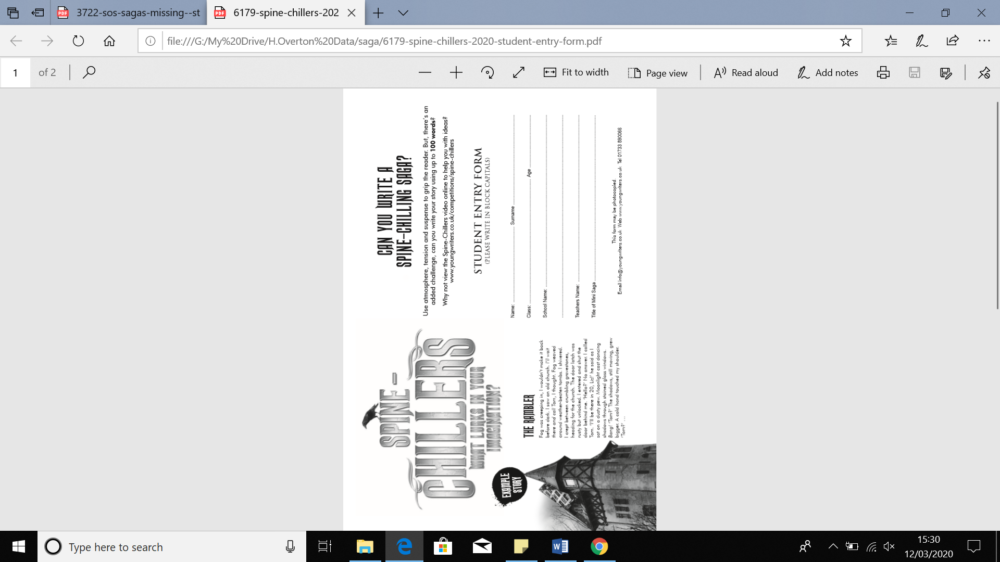 3722-sos-sagas-missing--st
6179-spine-chillers-202
file:///G:/My%20Drive/H.Overton%20Data/saga/6179-spine-chillers-2020-student-entry-form.pdf
1 of 2
Fit to width
Page view
Read aloud
Add notes
SPINE-
CHILLERS
WHAT LURKS IN YOUR
IMAGINATION?
CAN YOU WRITE A
SPINE-CHILLING SAGA?
Use atmosphere, tension and suspense to grip the reader. But, there's an
added challenge, can you write your story using up to 100 words?
Why not view the Spine-Chillers video online to help you with ideas?
www.youngwriters.co.uk/competitions/spine-chillers
STUDENT ENTRY FORM
(PLEASE WRITE IN BLOCK CAPITALS)
Name: Surname
Class: Age
School Name:
Teachers Name:
Title of Mini Saga
This form may be photocopied.
Email info@youngwriters.co.uk Web www.youngwriters.co.uk Tel 01733 890066
EXAMPLE
STORY
THE RAMBLER
Fog was creeping in, I wouldn't make it back
before dark. I saw an old church. I'll wait
there and call Tom, I thought. Fog weaved
around weather-beaten tombs. I shivered.
I crept between crumbling gravestones,
heading for the church. The door latch was
rusty but unlocked. I entered and shut the
door behind me. 'Hello?' No answer. I called
Tom. 'I'll be there in 20, Liz!' he said as I
sat on a dusty pew. Moonlight cast dancing
shadows through stained glass windows.
Bang! 'Tom?' The shadows, still moving, grew
bigger. A cold hand touched my shoulder.
'Tom?' ...
Type here to search
15:30
12/03/2020